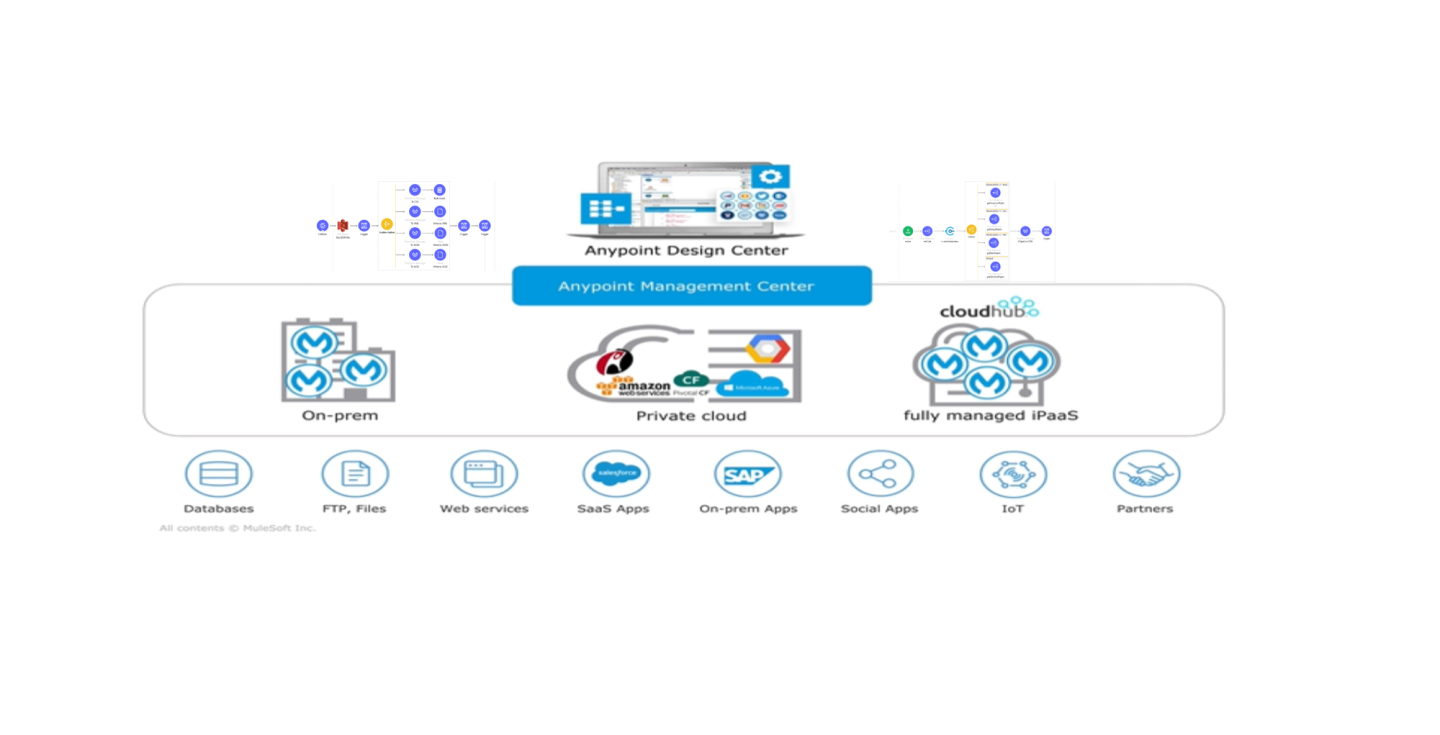 Anypoint Design Center
Anypoint Management Center
cloudhub
amazon
webservices
CF
Pivotal CF
Microsoft Azure
On-prem
Private cloud
fully managed iPaaS
salesforce
SAP
Databases
FTP, Files
Web services
SaaS Apps
On-prem Apps
Social Apps
IoT
Partners
All contents © MuleSoft Inc.